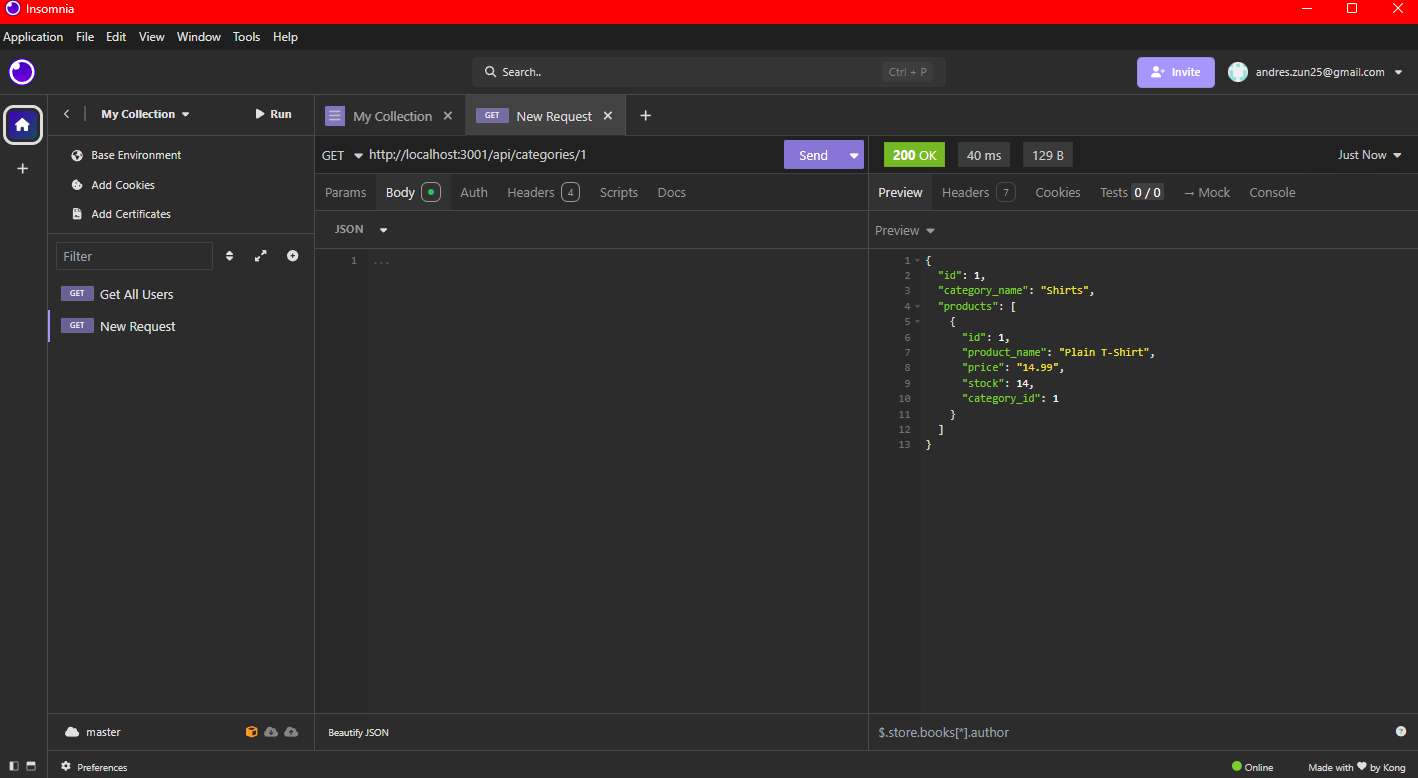 Insomnia
Application File Edit View Window Tools Help
Search.. Ctrl + P
Invite andres.zun25@gmail.com
My Collection Run
My Collection GET New Request
Base Environment
Add Cookies
Add Certificates
Filter
GET Get All Users
GET New Request
GET http://localhost:3001/api/categories/1 Send
Params Body Auth Headers 4 Scripts Docs
JSON
1 ...
200 OK 40 ms 129 B Just Now
Preview Headers 7 Cookies Tests 0 / 0 → Mock Console
Preview
1 {
2 "id": 1,
3 "category_name": "Shirts",
4 "products": [
5 {
6 "id": 1,
7 "product_name": "Plain T-Shirt",
8 "price": "14.99",
9 "stock": 14,
10 "category_id": 1
11 }
12 ]
13 }
master
Beautify JSON
$.store.books[*].author
Preferences
Online
Made with ♥ by Kong